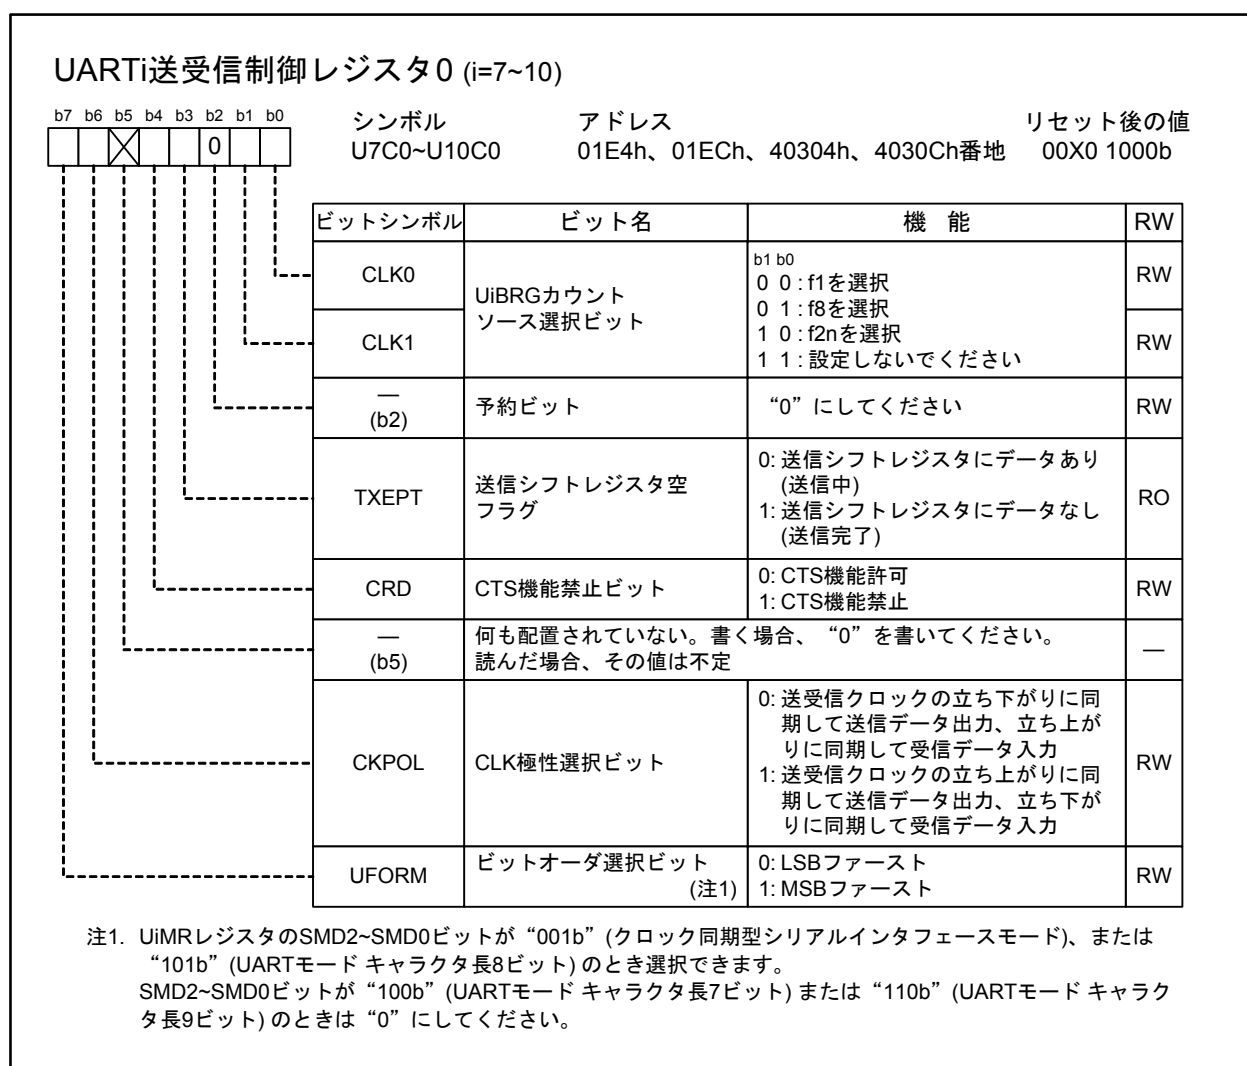 UARTi送受信制御レジスタ0 (i=7~10)
b7 b6 b5 b4 b3 b2 b1 b0
0
シンボル アドレス リセット後の値
U7C0~U10C0 01E4h、01ECh、40304h、4030Ch番地 00X0 1000b
ビットシンボル ビット名 機 能 RW
CLK0
UiBRGカウント
ソース選択ビット
b1 b0
0 0 : f1を選択
0 1 : f8を選択
1 0 : f2nを選択
1 1 : 設定しないでください
RW
CLK1
RW
—
(b2)
予約ビット
“0”にしてください
RW
TXEPT
送信シフトレジスタ空
フラグ
0: 送信シフトレジスタにデータあり
(送信中)
1: 送信シフトレジスタにデータなし
(送信完了)
RO
CRD
CTS機能禁止ビット
0: CTS機能許可
1: CTS機能禁止
RW
—
(b5)
何も配置されていない。書く場合、“0”を書いてください。
読んだ場合、その値は不定
—
CKPOL
CLK極性選択ビット
0: 送受信クロックの立ち下がりに同
期して送信データ出力、立ち上が
りに同期して受信データ入力
1: 送受信クロックの立ち上がりに同
期して送信データ出力、立ち下が
りに同期して受信データ入力
RW
UFORM
ビットオーダ選択ビット
(注1)
0: LSBファースト
1: MSBファースト
RW
注1. UiMRレジスタのSMD2~SMD0ビットが“001b”(クロック同期型シリアルインタフェースモード)、または
“101b”(UARTモード キャラクタ長8ビット) のとき選択できます。
SMD2~SMD0ビットが“100b”(UARTモード キャラクタ長7ビット) または“110b”(UARTモード キャラク
タ長9ビット) のときは“0”にしてください。